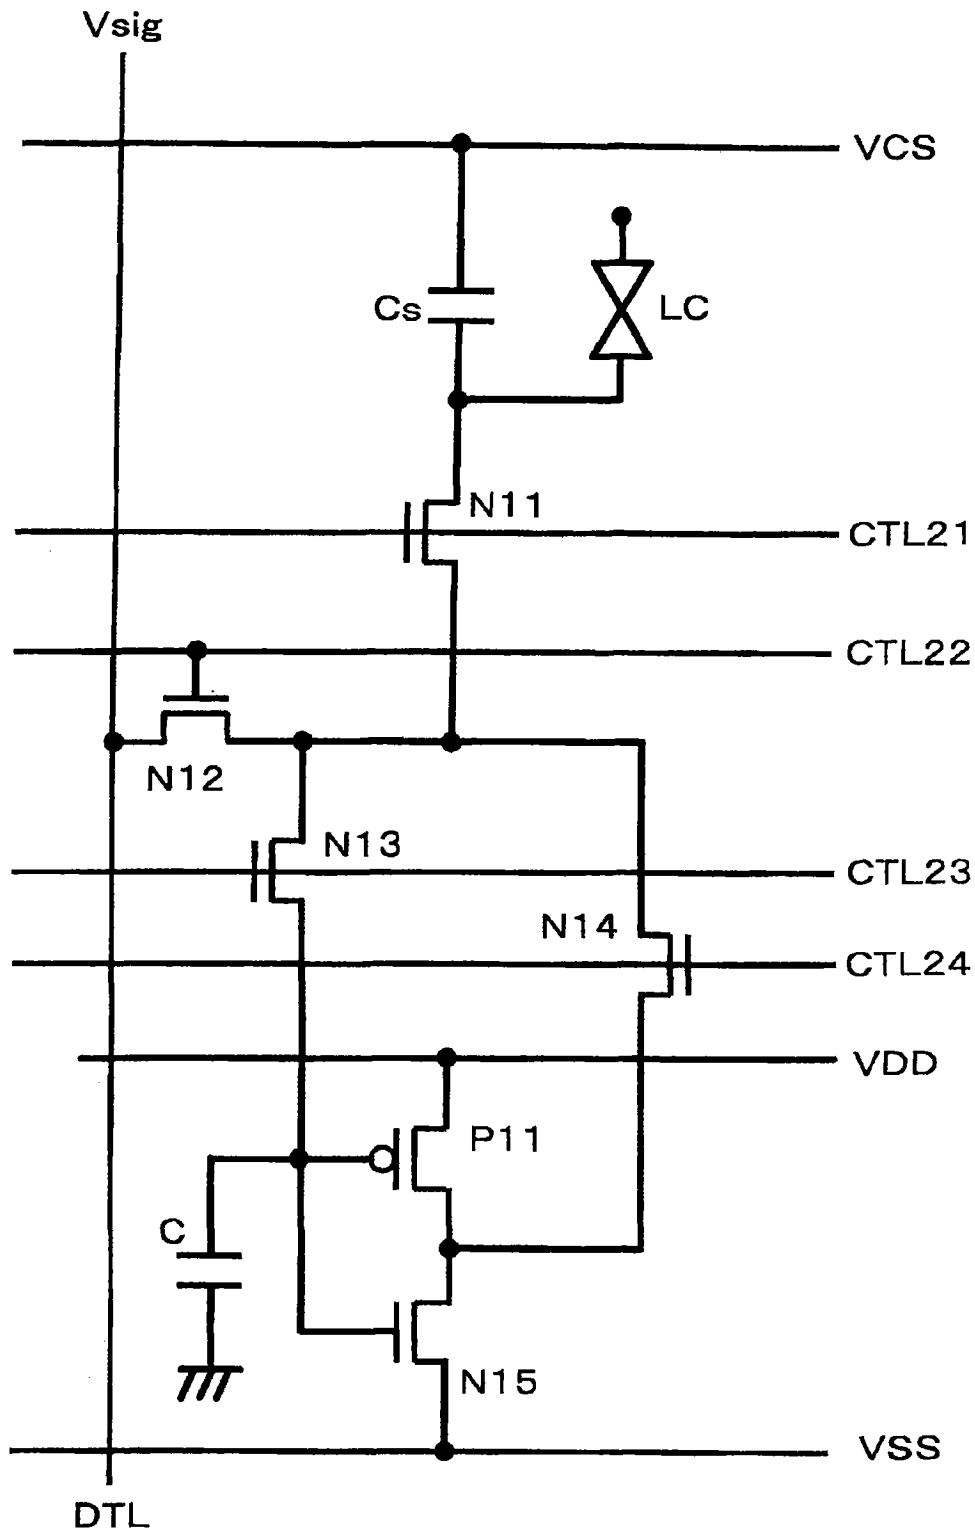 Vsig
VCS
Cs
LC
N11
CTL21
CTL22
N12
N13
CTL23
N14
CTL24
VDD
P11
C
N15
VSS
DTL